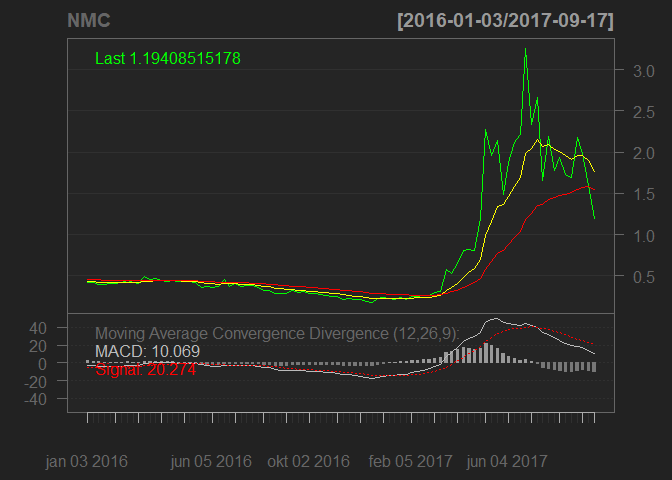 NMC [2016-01-03/2017-09-17]
Last 1.19408515178
3.0
2.5
2.0
1.5
1.0
0.5
Moving Average Convergence Divergence (12,26,9):
MACD: 10.069
Signal: 20.274
40
20
0
-20
-40
jan 03 2016 jun 05 2016 okt 02 2016 feb 05 2017 jun 04 2017